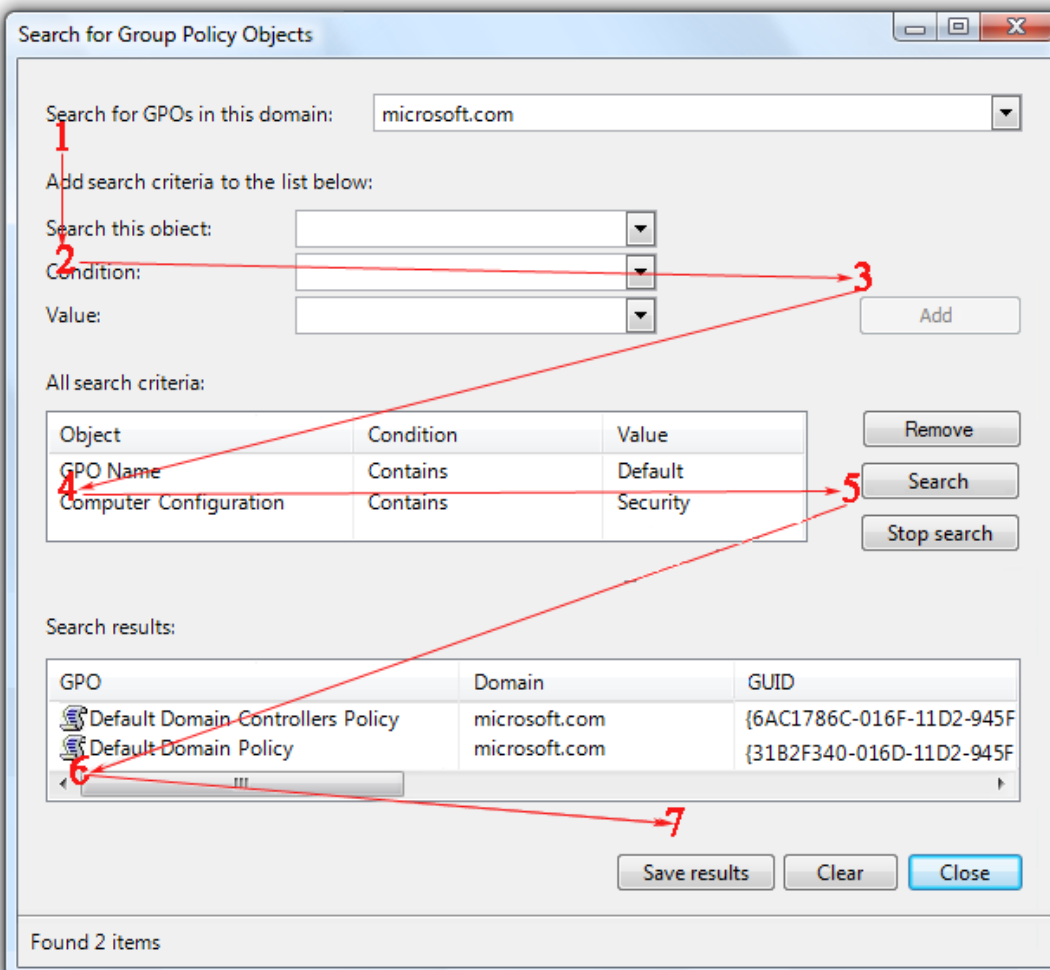 Search for Group Policy Objects
Search for GPOs in this domain: microsoft.com
1
Add search criteria to the list below:
Search this object:
2
Condition:
3
Value:
Add
All search criteria:
Object Condition Value
Remove
GPO Name Contains Default
4
5
Search
Computer Configuration Contains Security
Stop search
Search results:
GPO Domain GUID
Default Domain Controllers Policy microsoft.com {6AC1786C-016F-11D2-945F
Default Domain Policy microsoft.com {31B2F340-016D-11D2-945F
6
7
Save results Clear Close
Found 2 items